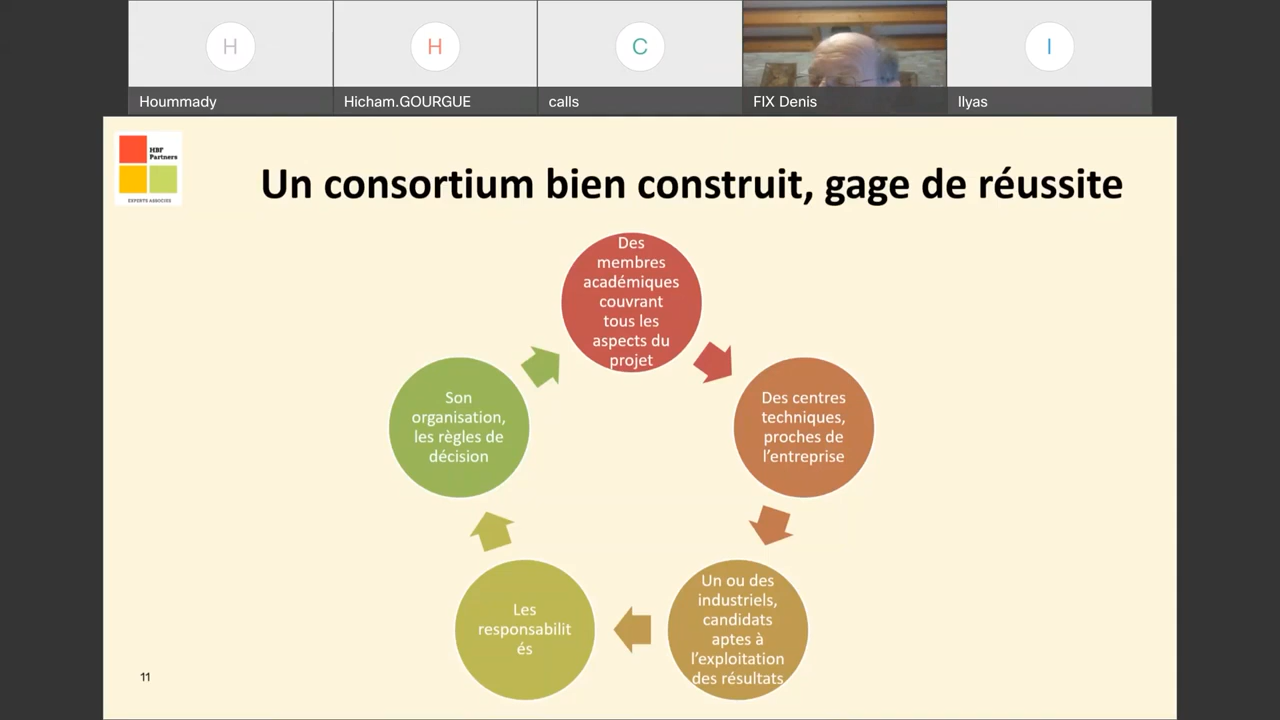 H
H
C
I
Hoummady
Hicham.GOURGUE
calls
FIX Denis
Ilyas
HBF
Partners
EXPERTS ASSOCIES
Un consortium bien construit, gage de réussite
Des
membres
académiques
couvrant
tous les
aspects du
projet
Des centres
techniques,
proches de
l’entreprise
Un ou des
industriels,
candidats
aptes à
l’exploitation
des résultats
Les
responsabilit
és
Son
organisation,
les règles de
décision
11